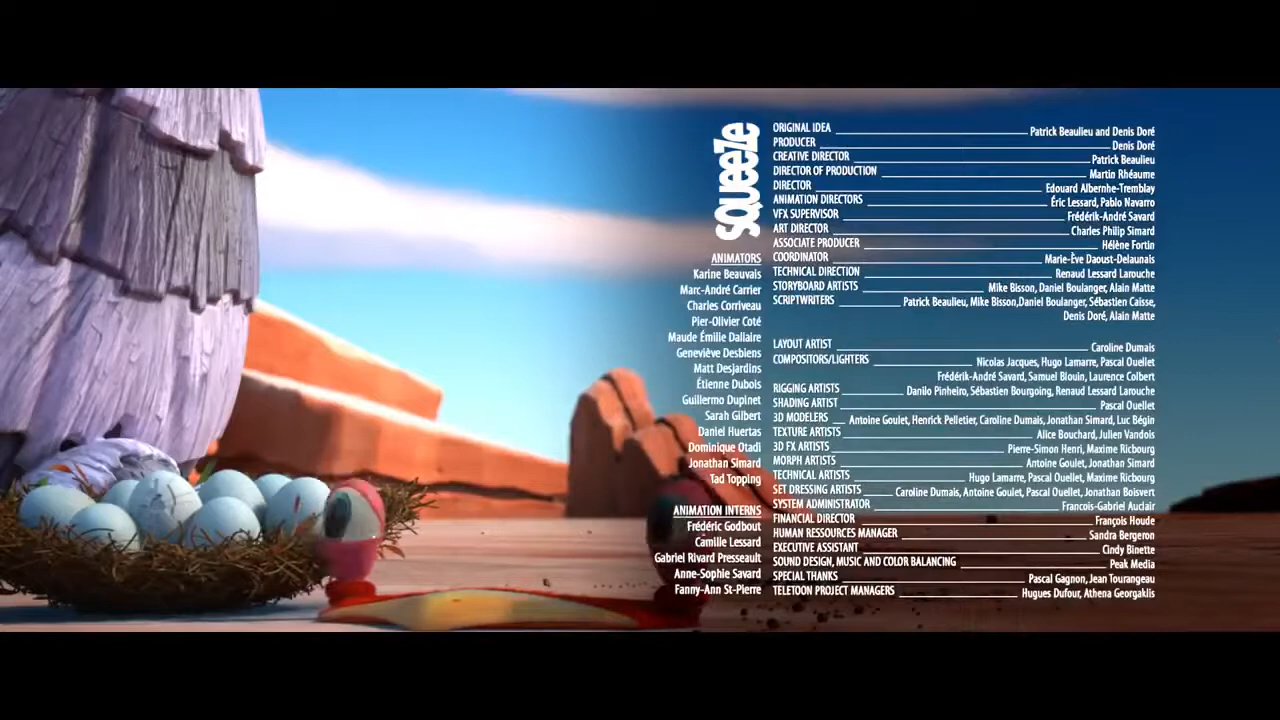 squeeze
ANIMATORS
Karine Beauvais
Marc-André Carrier
Charles Corriveau
Pier-Olivier Coté
Maude Émilie Dallaire
Geneviève Desbiens
Matt Desjardins
Étienne Dubois
Guillermo Dupinet
Sarah Gilbert
Daniel Huertas
Dominique Otadi
Jonathan Simard
Tad Topping
ANIMATION INTERNS
Frédéric Godbout
Camille Lessard
Gabriel Rivard Presseault
Anne-Sophie Savard
Fanny-Ann St-Pierre
ORIGINAL IDEA Patrick Beaulieu and Denis Doré
PRODUCER Denis Doré
CREATIVE DIRECTOR Patrick Beaulieu
DIRECTOR OF PRODUCTION Martin Rhéaume
DIRECTOR Edouard Albernhe-Tremblay
ANIMATION DIRECTORS Éric Lessard, Pablo Navarro
VFX SUPERVISOR Frédérik-André Savard
ART DIRECTOR Charles Philip Simard
ASSOCIATE PRODUCER Hélène Fortin
COORDINATOR Marie-Ève Daoust-Delaunais
TECHNICAL DIRECTION Renaud Lessard Larouche
STORYBOARD ARTISTS Mike Bisson, Daniel Boulanger, Alain Matte
SCRIPTWRITERS Patrick Beaulieu, Mike Bisson,Daniel Boulanger, Sébastien Caisse,
Denis Doré, Alain Matte
LAYOUT ARTIST Caroline Dumais
COMPOSITORS/LIGHTERS Nicolas Jacques, Hugo Lamarre, Pascal Ouellet
Frédérik-André Savard, Samuel Blouin, Laurence Colbert
RIGGING ARTISTS Danilo Pinheiro, Sébastien Bourgoing, Renaud Lessard Larouche
SHADING ARTIST Pascal Ouellet
3D MODELERS Antoine Goulet, Henrick Pelletier, Caroline Dumais, Jonathan Simard, Luc Bégin
TEXTURE ARTISTS Alice Bouchard, Julien Vandois
3D FX ARTISTS Pierre-Simon Henri, Maxime Ricbourg
MORPH ARTISTS Antoine Goulet, Jonathan Simard
TECHNICAL ARTISTS Hugo Lamarre, Pascal Ouellet, Maxime Ricbourg
SET DRESSING ARTISTS Caroline Dumais, Antoine Goulet, Pascal Ouellet, Jonathan Boisvert
SYSTEM ADMINISTRATOR Francois-Gabriel Auclair
FINANCIAL DIRECTOR François Houde
HUMAN RESSOURCES MANAGER Sandra Bergeron
EXECUTIVE ASSISTANT Cindy Binette
SOUND DESIGN, MUSIC AND COLOR BALANCING Peak Media
SPECIAL THANKS Pascal Gagnon, Jean Tourangeau
TELETOON PROJECT MANAGERS Hugues Dufour, Athena Georgaklis